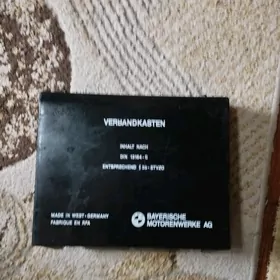 VERBANDKASTEN
INHALT NACH
DIN 13164-B
ENTSPRECHEND § 35h STVZO
MADE IN WEST-GERMANY
FABRIQUE EN RFA
BAYERISCHE
MOTORENWERKE AG